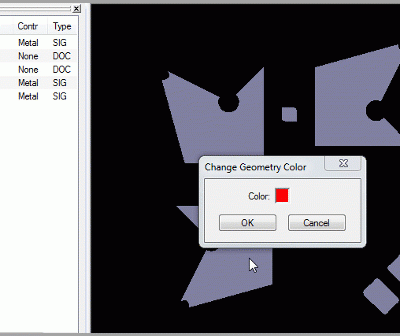 Contr Type
Metal SIG
None DOC
None DOC
Metal SIG
Metal SIG
Change Geometry Color
Color:
OK Cancel